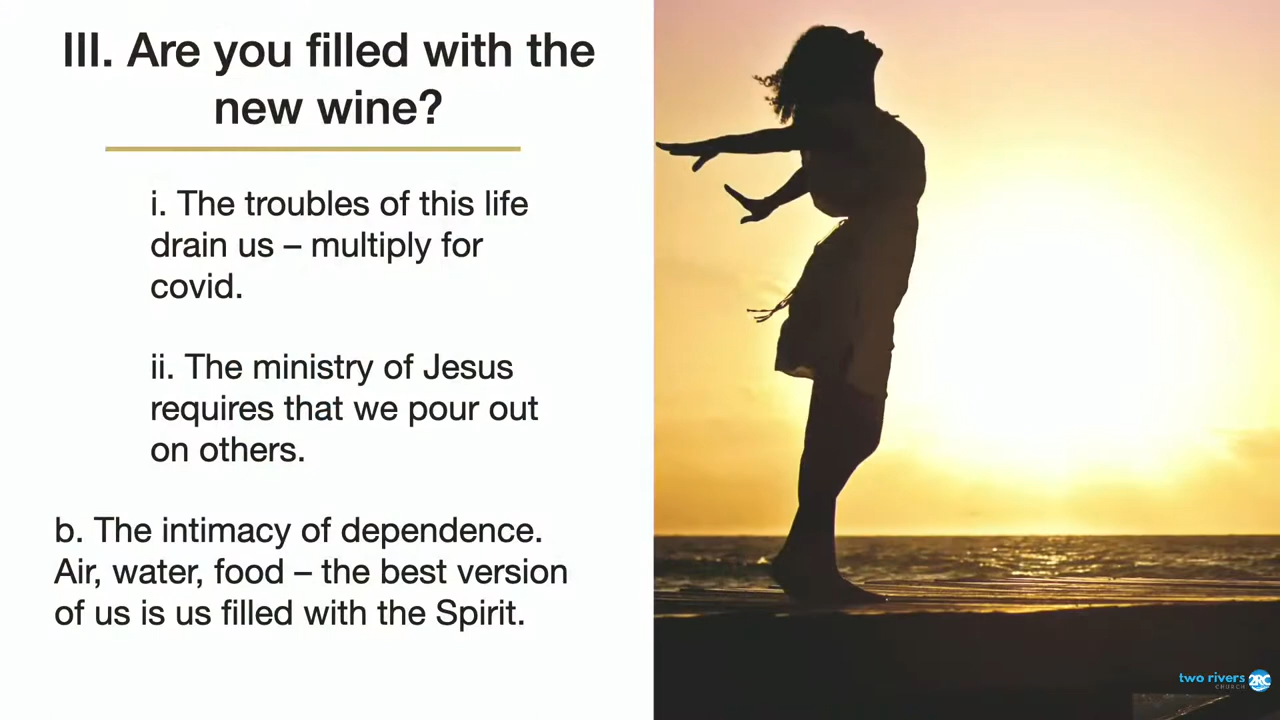 III. Are you filled with the
new wine?
i. The troubles of this life
drain us – multiply for
covid.
ii. The ministry of Jesus
requires that we pour out
on others.
b. The intimacy of dependence.
Air, water, food – the best version
of us is us filled with the Spirit.
two rivers
CHURCH
2RC